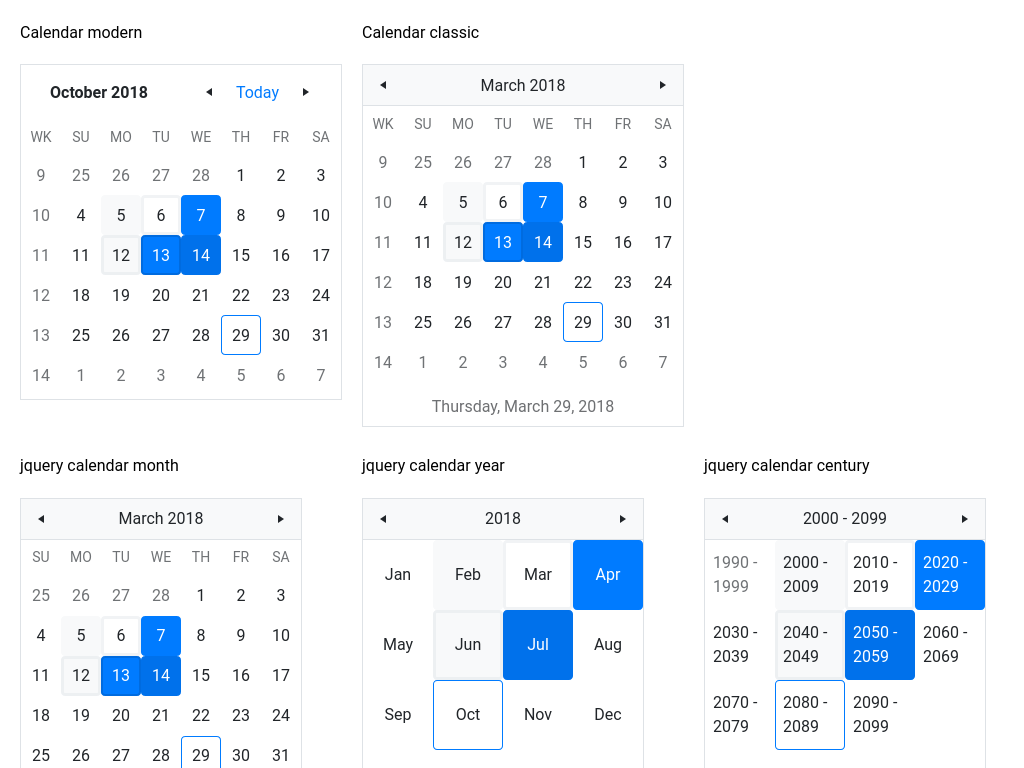 Calendar modern
October 2018 Today
WK SU MO TU WE TH FR SA
9 25 26 27 28 1 2 3
10 4 5 6 7 8 9 10
11 11 12 13 14 15 16 17
12 18 19 20 21 22 23 24
13 25 26 27 28 29 30 31
14 1 2 3 4 5 6 7
Calendar classic
March 2018
WK SU MO TU WE TH FR SA
9 25 26 27 28 1 2 3
10 4 5 6 7 8 9 10
11 11 12 13 14 15 16 17
12 18 19 20 21 22 23 24
13 25 26 27 28 29 30 31
14 1 2 3 4 5 6 7
Thursday, March 29, 2018
jquery calendar month
March 2018
SU MO TU WE TH FR SA
25 26 27 28 1 2 3
4 5 6 7 8 9 10
11 12 13 14 15 16 17
18 19 20 21 22 23 24
25 26 27 28 29 30 31
jquery calendar year
2018
Jan Feb Mar Apr
May Jun Jul Aug
Sep Oct Nov Dec
jquery calendar century
2000 - 2099
1990 - 2000 - 2010 - 2020 -
1999 2009 2019 2029
2030 - 2040 - 2050 - 2060 -
2039 2049 2059 2069
2070 - 2080 - 2090 -
2079 2089 2099